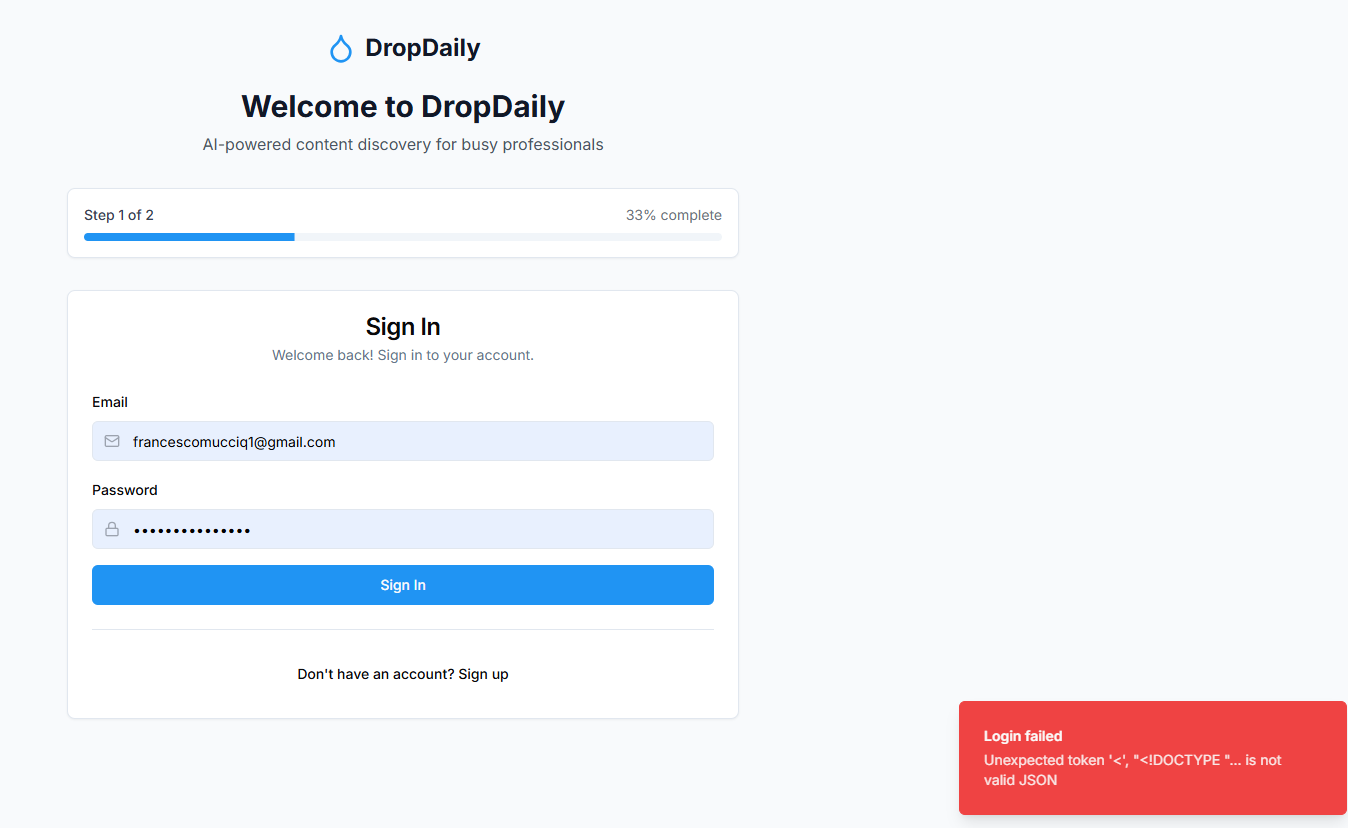 DropDaily
Welcome to DropDaily
AI-powered content discovery for busy professionals
Step 1 of 2
33% complete
Sign In
Welcome back! Sign in to your account.
Email
francescomucciq1@gmail.com
Password
•••••••••••••••
Sign In
Don't have an account? Sign up
Login failed
Unexpected token '<', "<!DOCTYPE "... is not
valid JSON